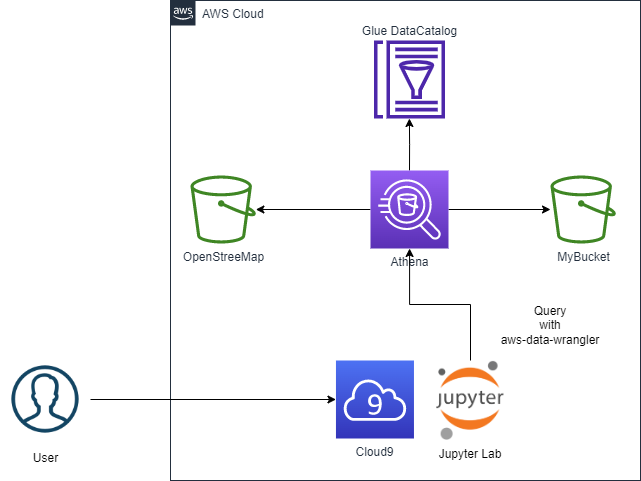 aws
AWS Cloud
Glue DataCatalog
OpenStreeMap
Athena
MyBucket
Query
with
aws-data-wrangler
9
jupyter
User
Cloud9
Jupyter Lab